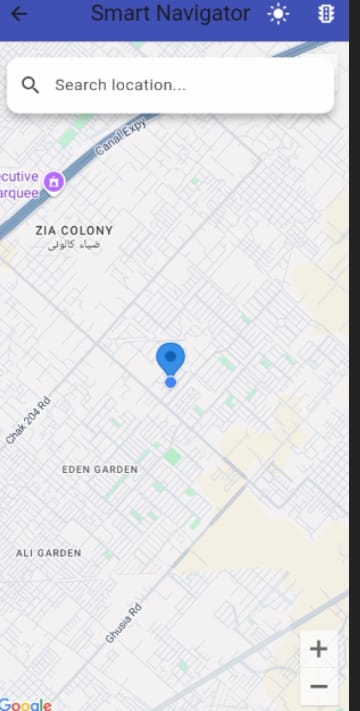 Smart Navigator
Search location...
Canal Expy
ecutive
arquee
ZIA COLONY
ضیاء کالونی
Chak 204 Rd
EDEN GARDEN
ALI GARDEN
Ghusia Rd
+
−
Google